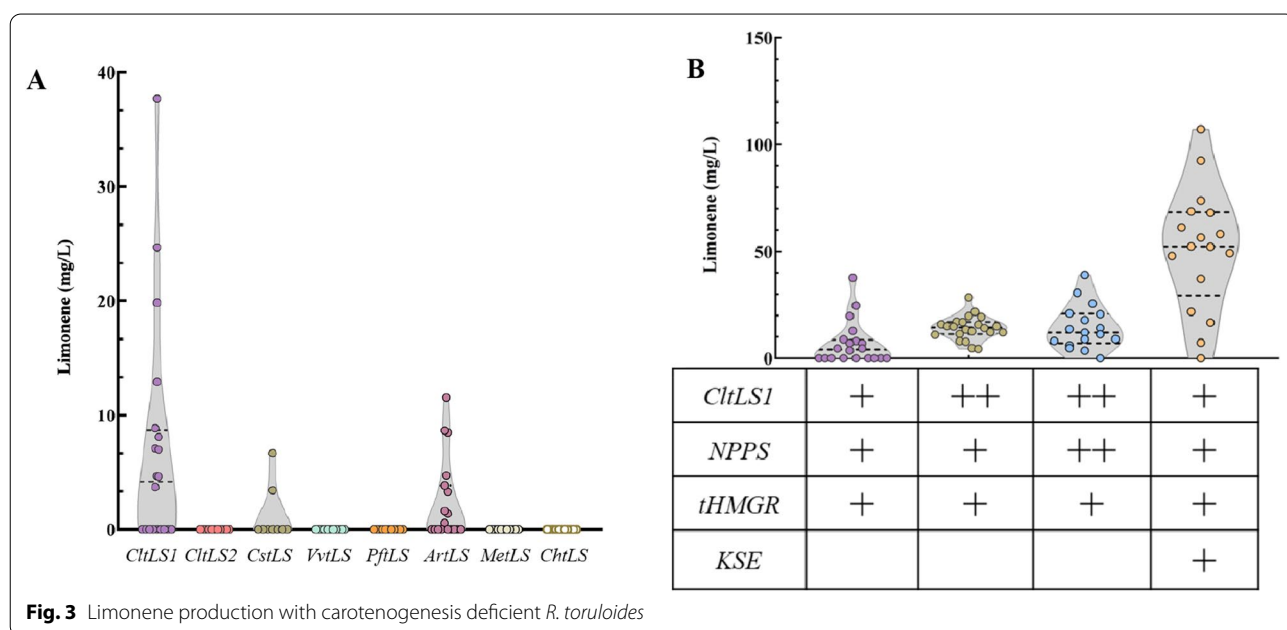 A
Limonene (mg/L)
40
30
20
10
0
CltLS1 CltLS2 CstLS VvtLS PftLS ArtLS MetLS ChtLS
B
Limonene (mg/L)
150
100
50
0
CltLS1 + ++ ++ +
NPPS + + ++ +
tHMGR + + + +
KSE +
Fig. 3 Limonene production with carotenogenesis deficient R. toruloides